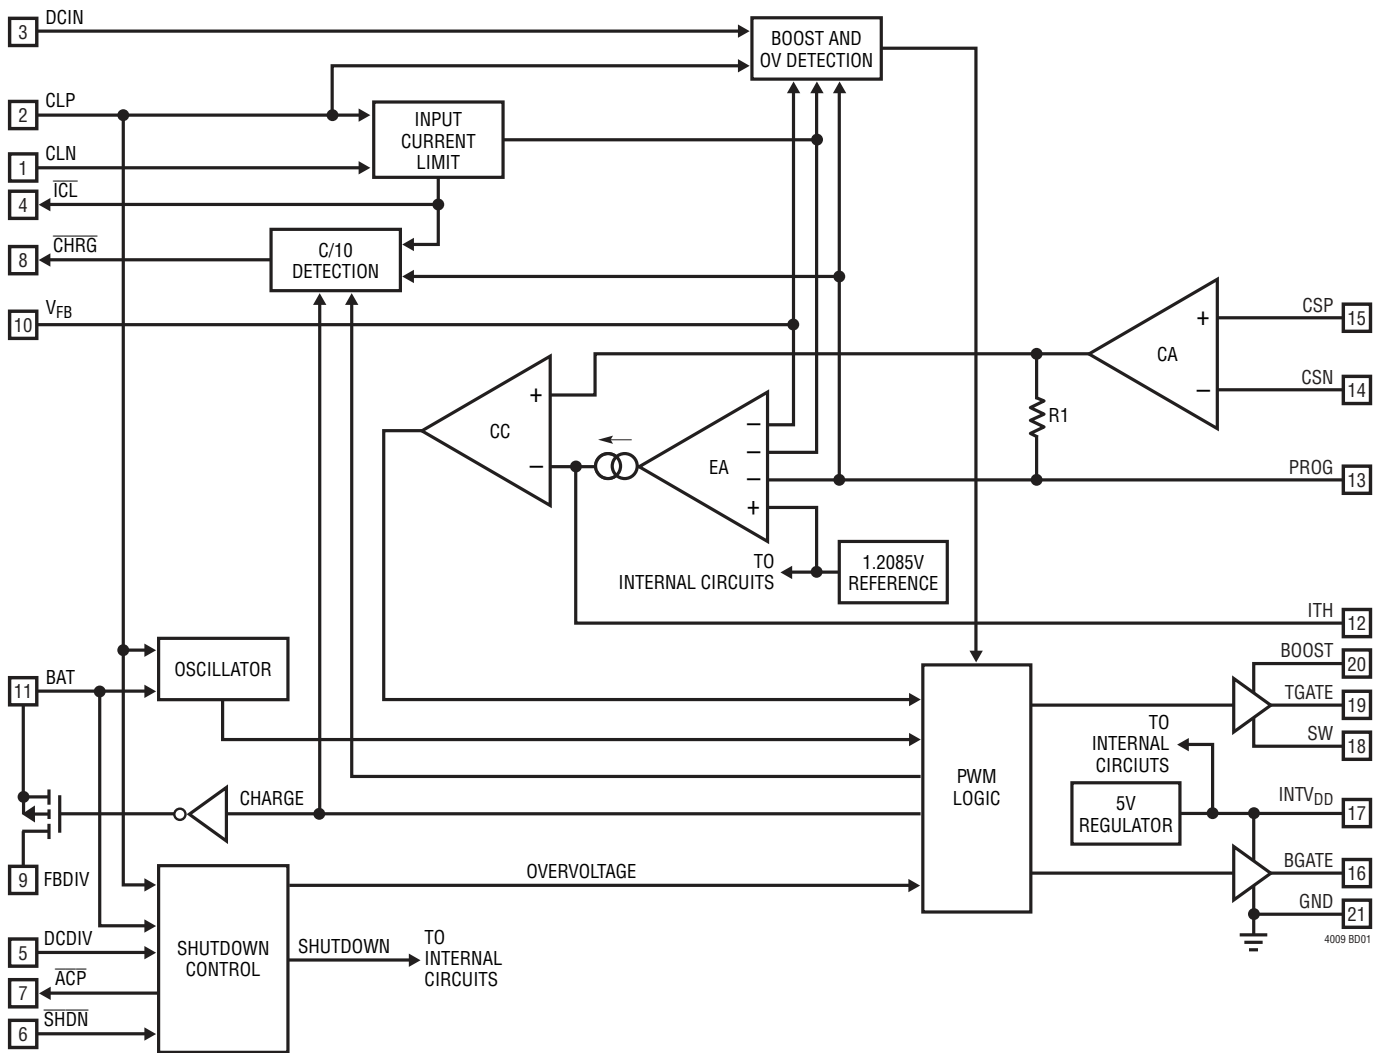 DCIN
3
BOOST AND
OV DETECTION
CLP
2
INPUT
CURRENT
LIMIT
CLN
1
ICL
4
CHRG
8
C/10
DETECTION
VFB
10
CSP
15
+
CA
CSN
14
−
+
CC
−
R1
−
−
EA
−
+
PROG
13
TO
INTERNAL CIRCUITS
1.2085V
REFERENCE
ITH
12
BOOST
20
OSCILLATOR
BAT
11
TGATE
19
SW
18
TO
INTERNAL
CIRCIUTS
PWM
LOGIC
CHARGE
5V
REGULATOR
INTVDD
17
OVERVOLTAGE
BGATE
16
9
FBDIV
GND
21
4009 BD01
DCDIV
5
SHUTDOWN
CONTROL
SHUTDOWN
TO
INTERNAL
CIRCUITS
ACP
7
SHDN
6